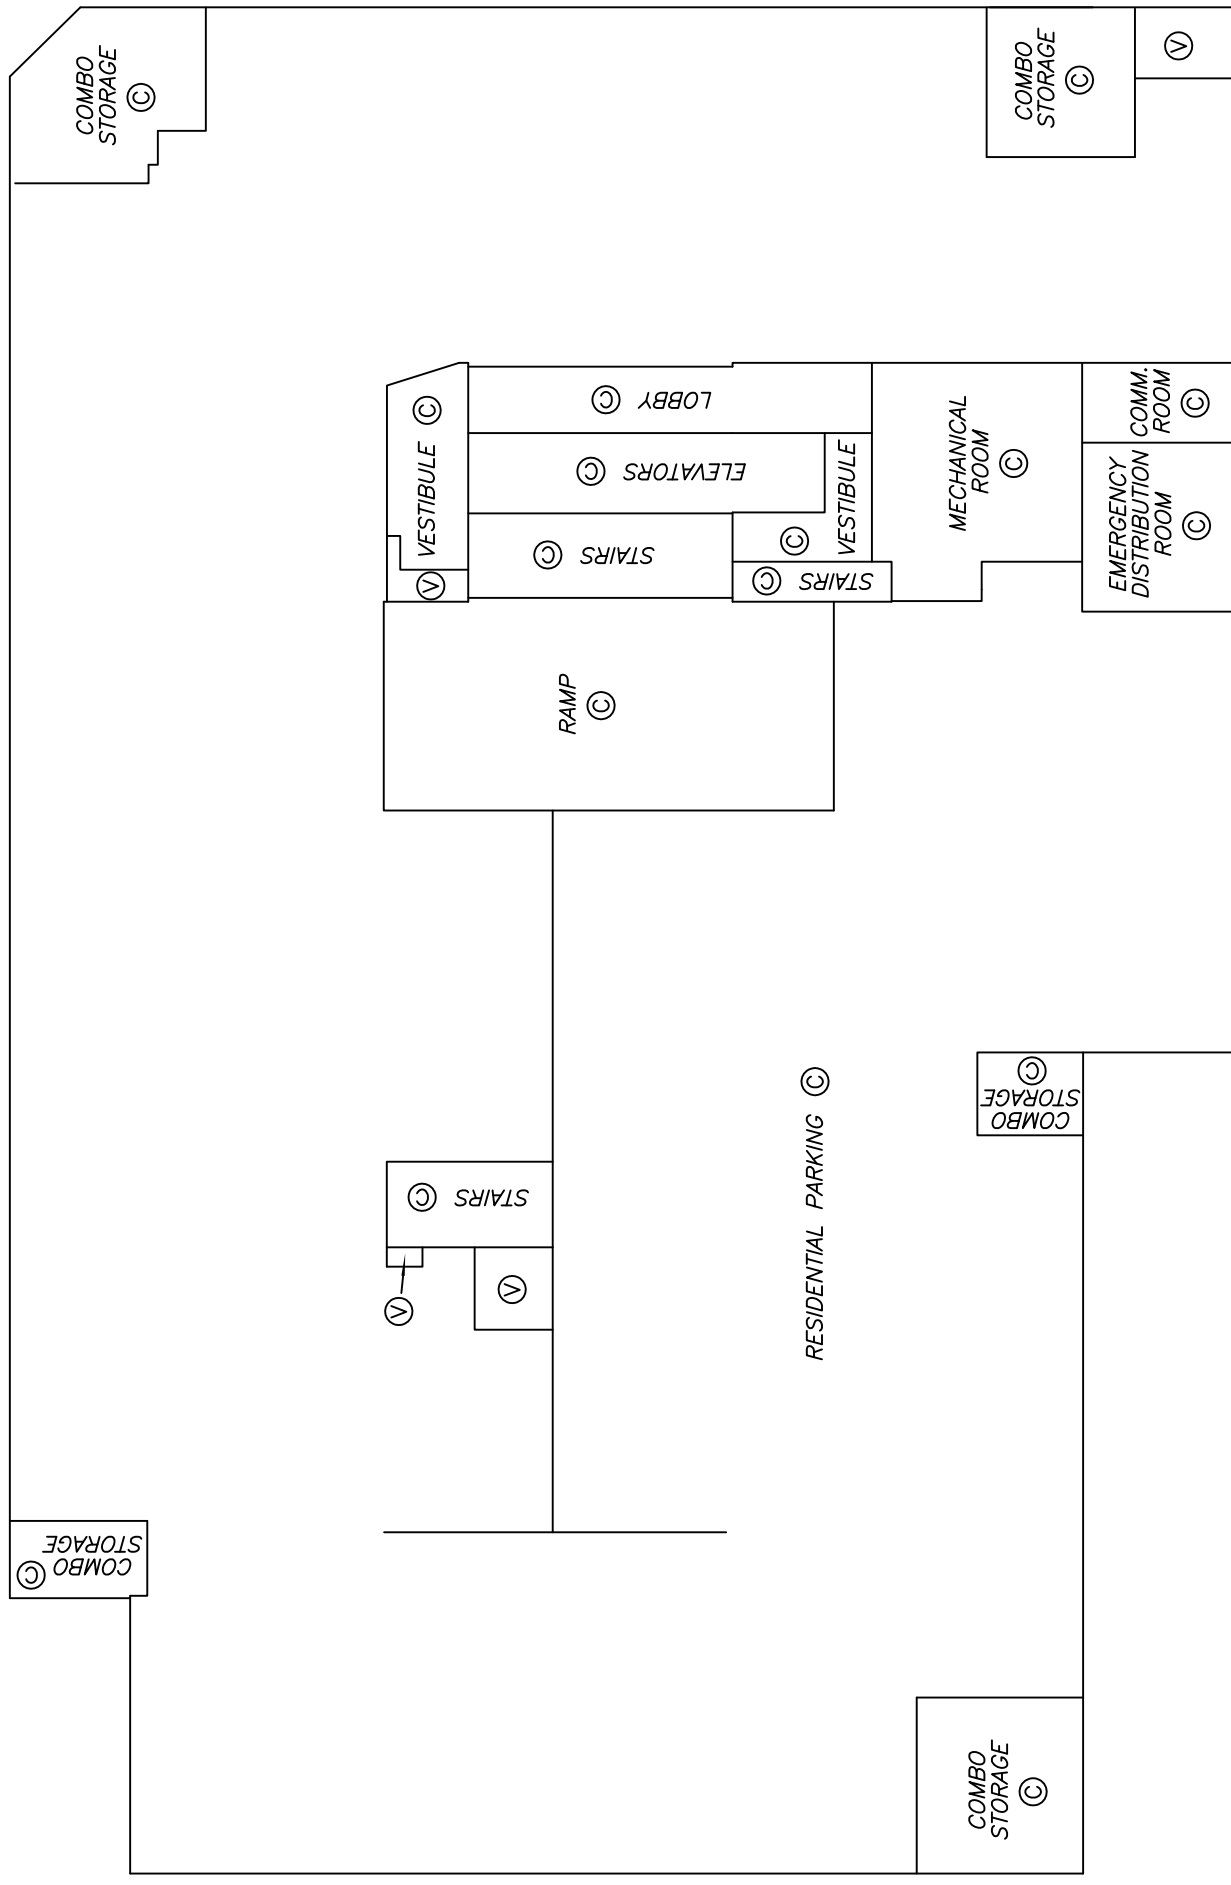 COMBO
STORAGE
Ⓒ
COMBO
STORAGE
Ⓒ
Ⓥ
VESTIBULE Ⓒ
Ⓥ
LOBBY Ⓒ
ELEVATORS Ⓒ
STAIRS Ⓒ
VESTIBULE
Ⓒ
STAIRS Ⓒ
MECHANICAL
ROOM
Ⓒ
COMM.
ROOM
Ⓒ
EMERGENCY
DISTRIBUTION
ROOM
Ⓒ
RAMP
Ⓒ
RESIDENTIAL PARKING Ⓒ
STAIRS Ⓒ
Ⓥ
Ⓥ
COMBO
STORAGE
Ⓒ
COMBO
STORAGE
Ⓒ
COMBO
STORAGE
Ⓒ